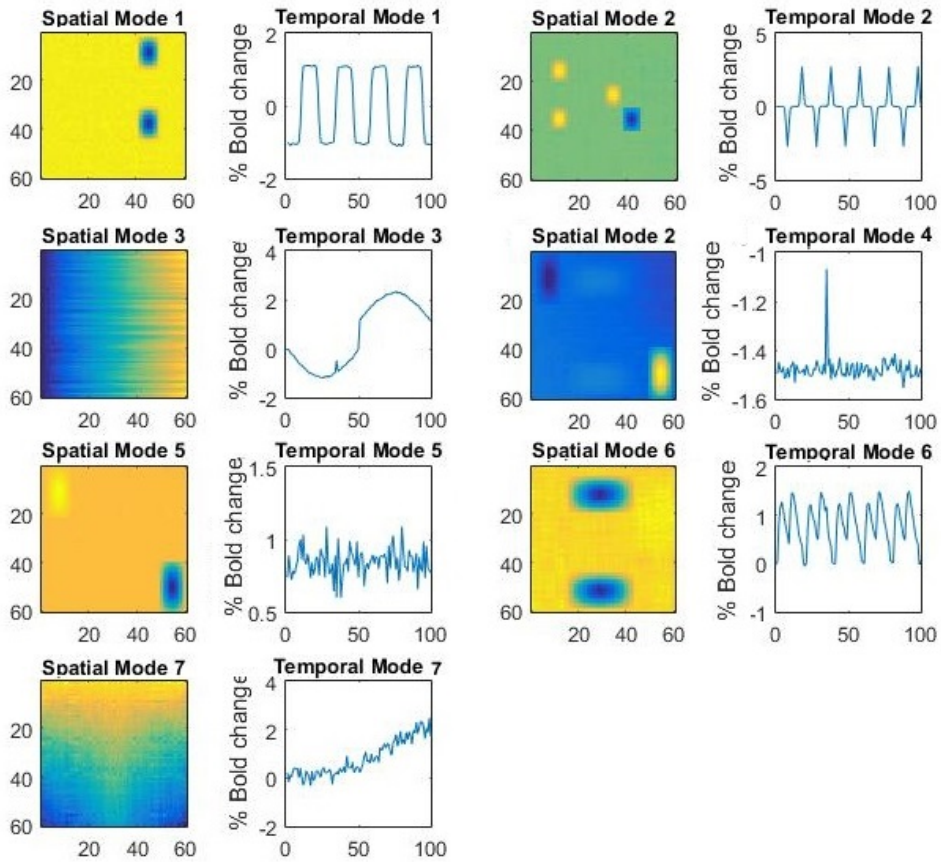 Spatial Mode 1
20
40
60
20 40 60
Temporal Mode 1
% Bold change
2
0
-2
0 50 100
Spatial Mode 2
20
40
60
20 40 60
Temporal Mode 2
% Bold change
5
0
-5
0 50 100
Spatial Mode 3
20
40
60
20 40 60
Temporal Mode 3
% Bold change
4
2
0
-2
0 50 100
Spatial Mode 2
20
40
60
20 40 60
Temporal Mode 4
% Bold change
-1
-1.2
-1.4
-1.6
0 50 100
Spatial Mode 5
20
40
60
20 40 60
Temporal Mode 5
% Bold change
1.5
1
0.5
0 50 100
Spatial Mode 6
20
40
60
20 40 60
Temporal Mode 6
% Bold change
2
1
0
-1
0 50 100
Spatial Mode 7
20
40
60
20 40 60
Temporal Mode 7
% Bold change
4
2
0
-2
0 50 100